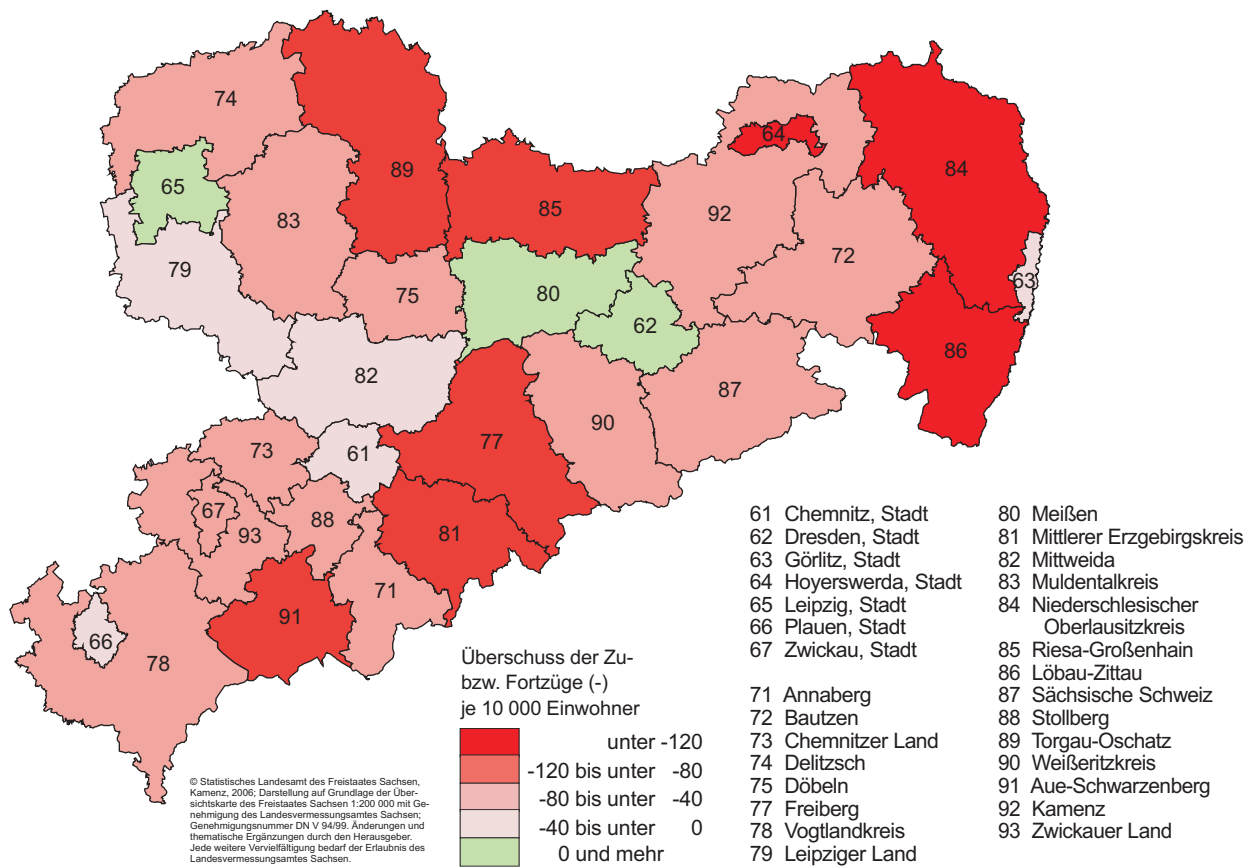 74
64
89
84
65
85
92
83
72
79
63
75
80
62
86
82
87
90
77
73
61
67
88
93
81
71
91
66
78
Überschuss der Zu-
bzw. Fortzüge (-)
je 10 000 Einwohner
unter -120
-120 bis unter -80
-80 bis unter -40
-40 bis unter 0
0 und mehr
© Statistisches Landesamt des Freistaates Sachsen,
Kamenz, 2006; Darstellung auf Grundlage der Über-
sichtskarte des Freistaates Sachsen 1:200 000 mit Ge-
nehmigung des Landesvermessungsamtes Sachsen;
Genehmigungsnummer DN V 94/99. Änderungen und
thematische Ergänzungen durch den Herausgeber.
Jede weitere Vervielfältigung bedarf der Erlaubnis des
Landesvermessungsamtes Sachsen.
61 Chemnitz, Stadt
62 Dresden, Stadt
63 Görlitz, Stadt
64 Hoyerswerda, Stadt
65 Leipzig, Stadt
66 Plauen, Stadt
67 Zwickau, Stadt
71 Annaberg
72 Bautzen
73 Chemnitzer Land
74 Delitzsch
75 Döbeln
77 Freiberg
78 Vogtlandkreis
79 Leipziger Land
80 Meißen
81 Mittlerer Erzgebirgskreis
82 Mittweida
83 Muldentalkreis
84 Niederschlesischer
Oberlausitzkreis
85 Riesa-Großenhain
86 Löbau-Zittau
87 Sächsische Schweiz
88 Stollberg
89 Torgau-Oschatz
90 Weißeritzkreis
91 Aue-Schwarzenberg
92 Kamenz
93 Zwickauer Land